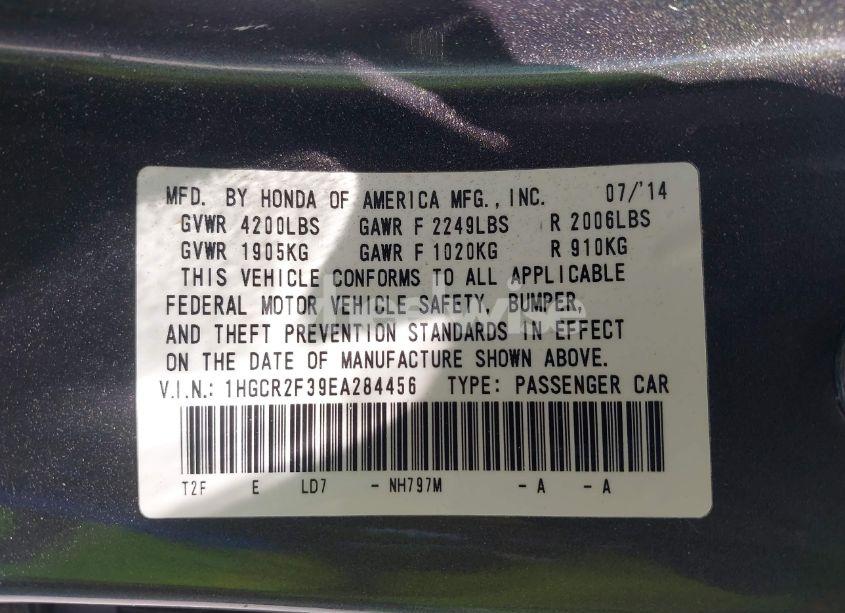 MFD. BY HONDA OF AMERICA MFG., INC. 07/'14
GVWR 4200LBS GAWR F 2249LBS R 2006LBS
GVWR 1905KG GAWR F 1020KG R 910KG
THIS VEHICLE CONFORMS TO ALL APPLICABLE
FEDERAL MOTOR VEHICLE SAFETY, BUMPER,
AND THEFT PREVENTION STANDARDS IN EFFECT
ON THE DATE OF MANUFACTURE SHOWN ABOVE.
V.I.N.: 1HGCR2F39EA284456 TYPE: PASSENGER CAR
T2F E LD7 - NH797M - A - A